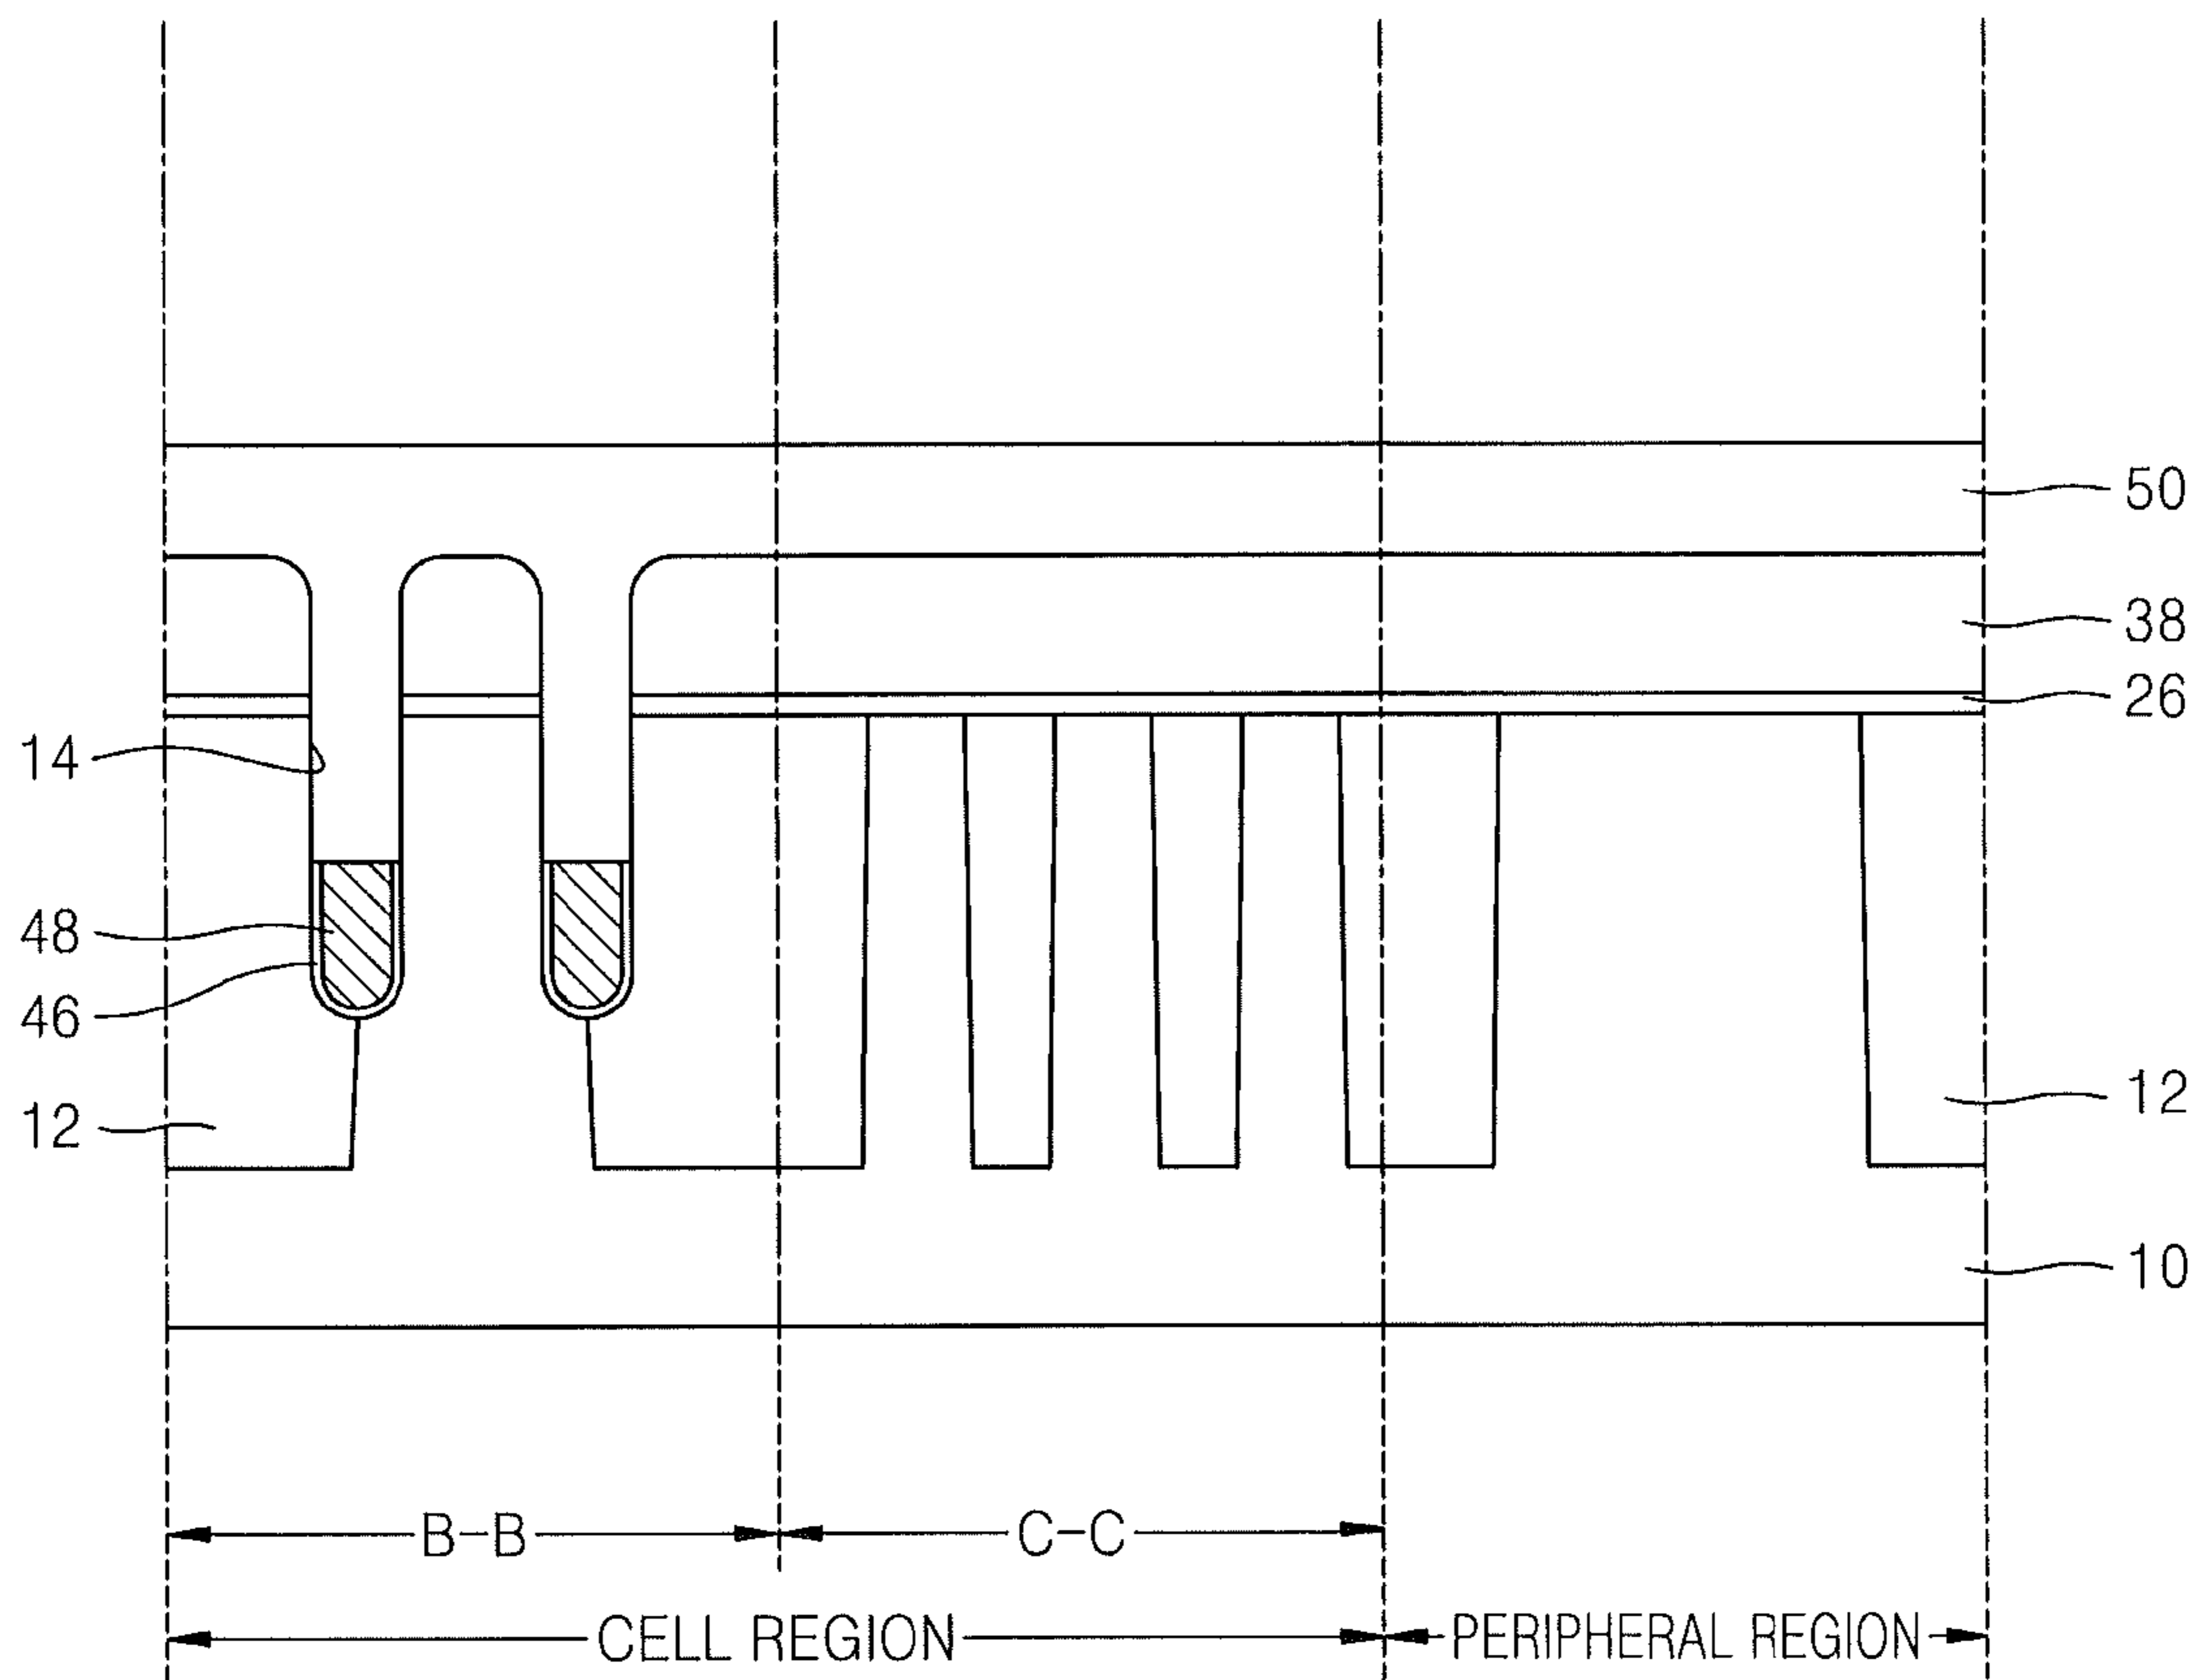 50
38
26
14
48
46
12
12
10
B-B
C-C
CELL REGION
PERIPHERAL REGION